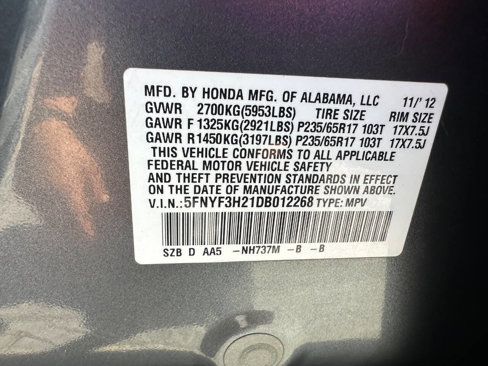 MFD. BY HONDA MFG. OF ALABAMA, LLC 11/'12
GVWR 2700KG(5953LBS) TIRE SIZE RIM SIZE
GAWR F 1325KG(2921LBS) P235/65R17 103T 17X7.5J
GAWR R1450KG(3197LBS) P235/65R17 103T 17X7.5J
THIS VEHICLE CONFORMS TO ALL APPLICABLE
FEDERAL MOTOR VEHICLE SAFETY
AND THEFT PREVENTION STANDARDS IN EFFECT
ON THE DATE OF MANUFACTURE SHOWN ABOVE.
V.I.N.:5FNYF3H21DB012268 TYPE: MPV
SZB D AA5 -NH737M -B -B